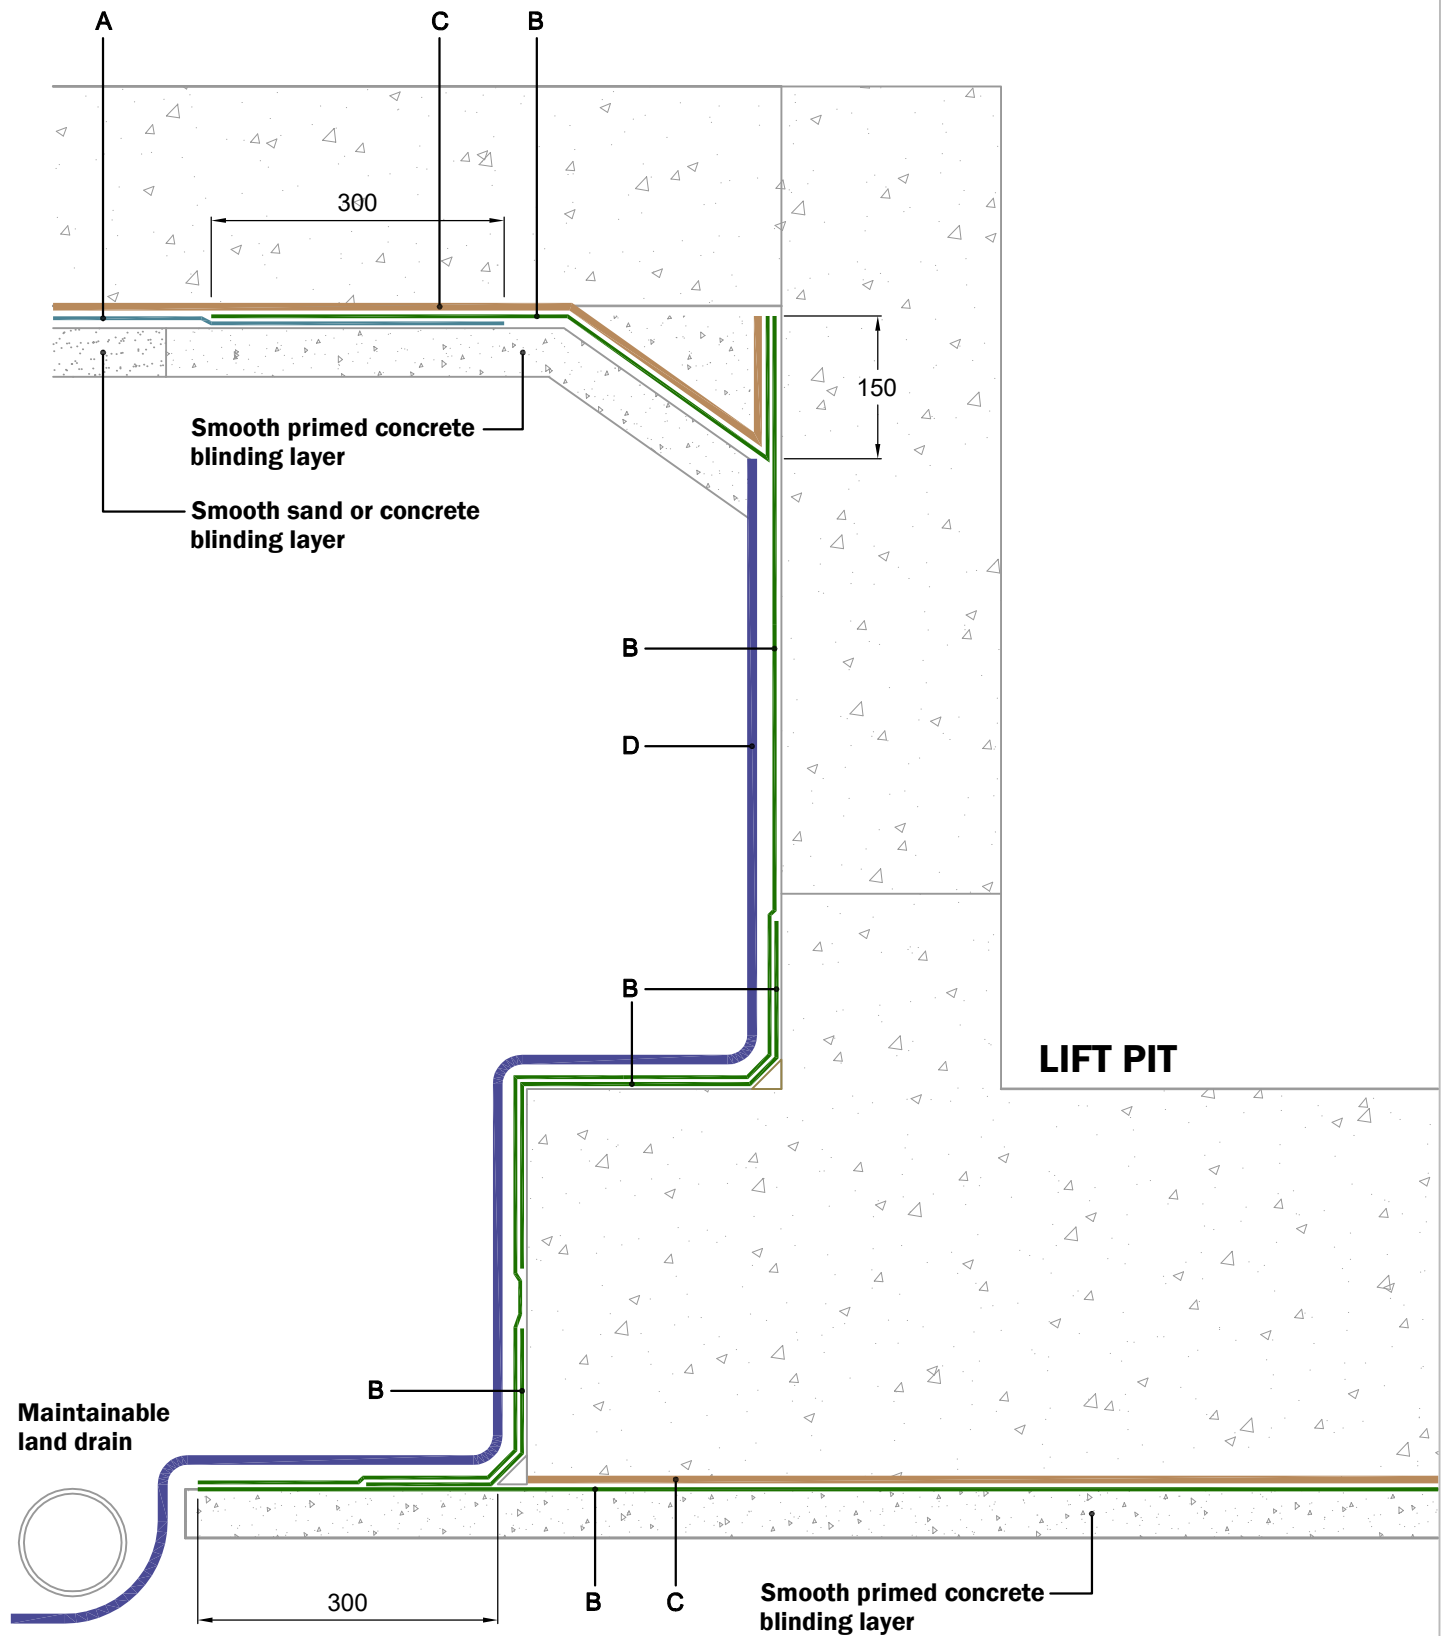 A
C
B
300
150
Smooth primed concrete
blinding layer
Smooth sand or concrete
blinding layer
B
D
B
LIFT PIT
B
Maintainable
land drain
300
B
C
Smooth primed concrete
blinding layer